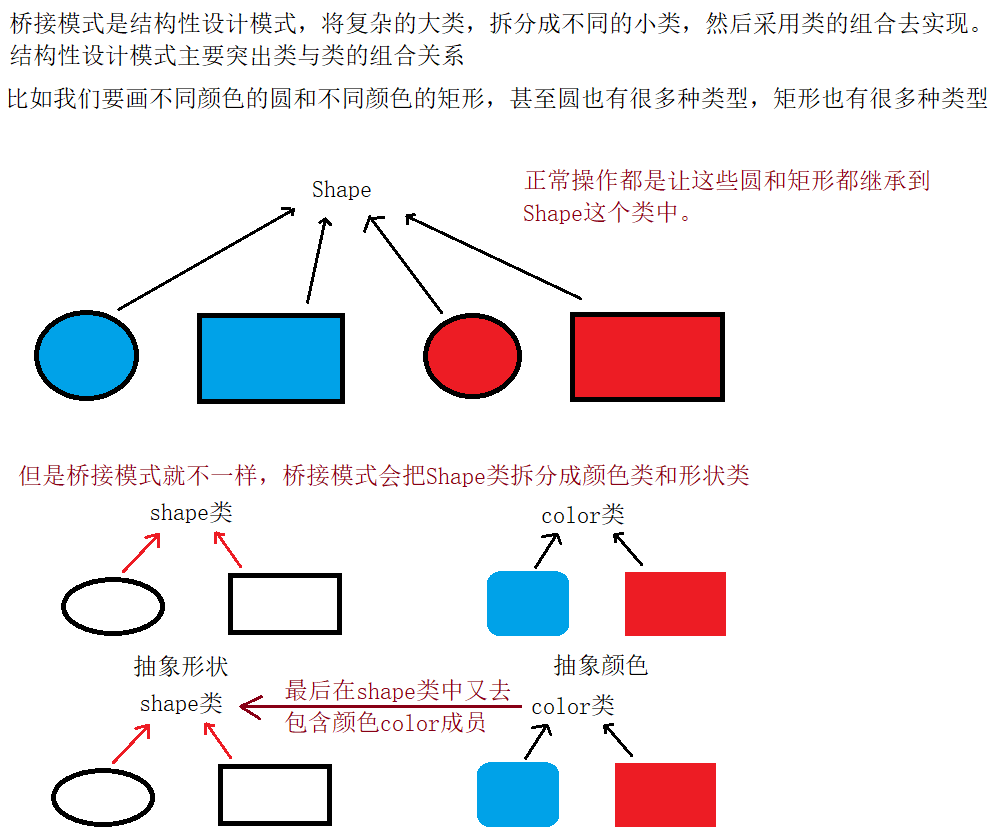 桥接模式是结构性设计模式，将复杂的大类，拆分成不同的小类，然后采用类的组合去实现。
结构性设计模式主要突出类与类的组合关系
比如我们要画不同颜色的圆和不同颜色的矩形，甚至圆也有很多种类型，矩形也有很多种类型
Shape
正常操作都是让这些圆和矩形都继承到
Shape这个类中。
但是桥接模式就不一样，桥接模式会把Shape类拆分成颜色类和形状类
shape类
color类
抽象形状
抽象颜色
shape类
最后在shape类中又去
包含颜色color成员
color类